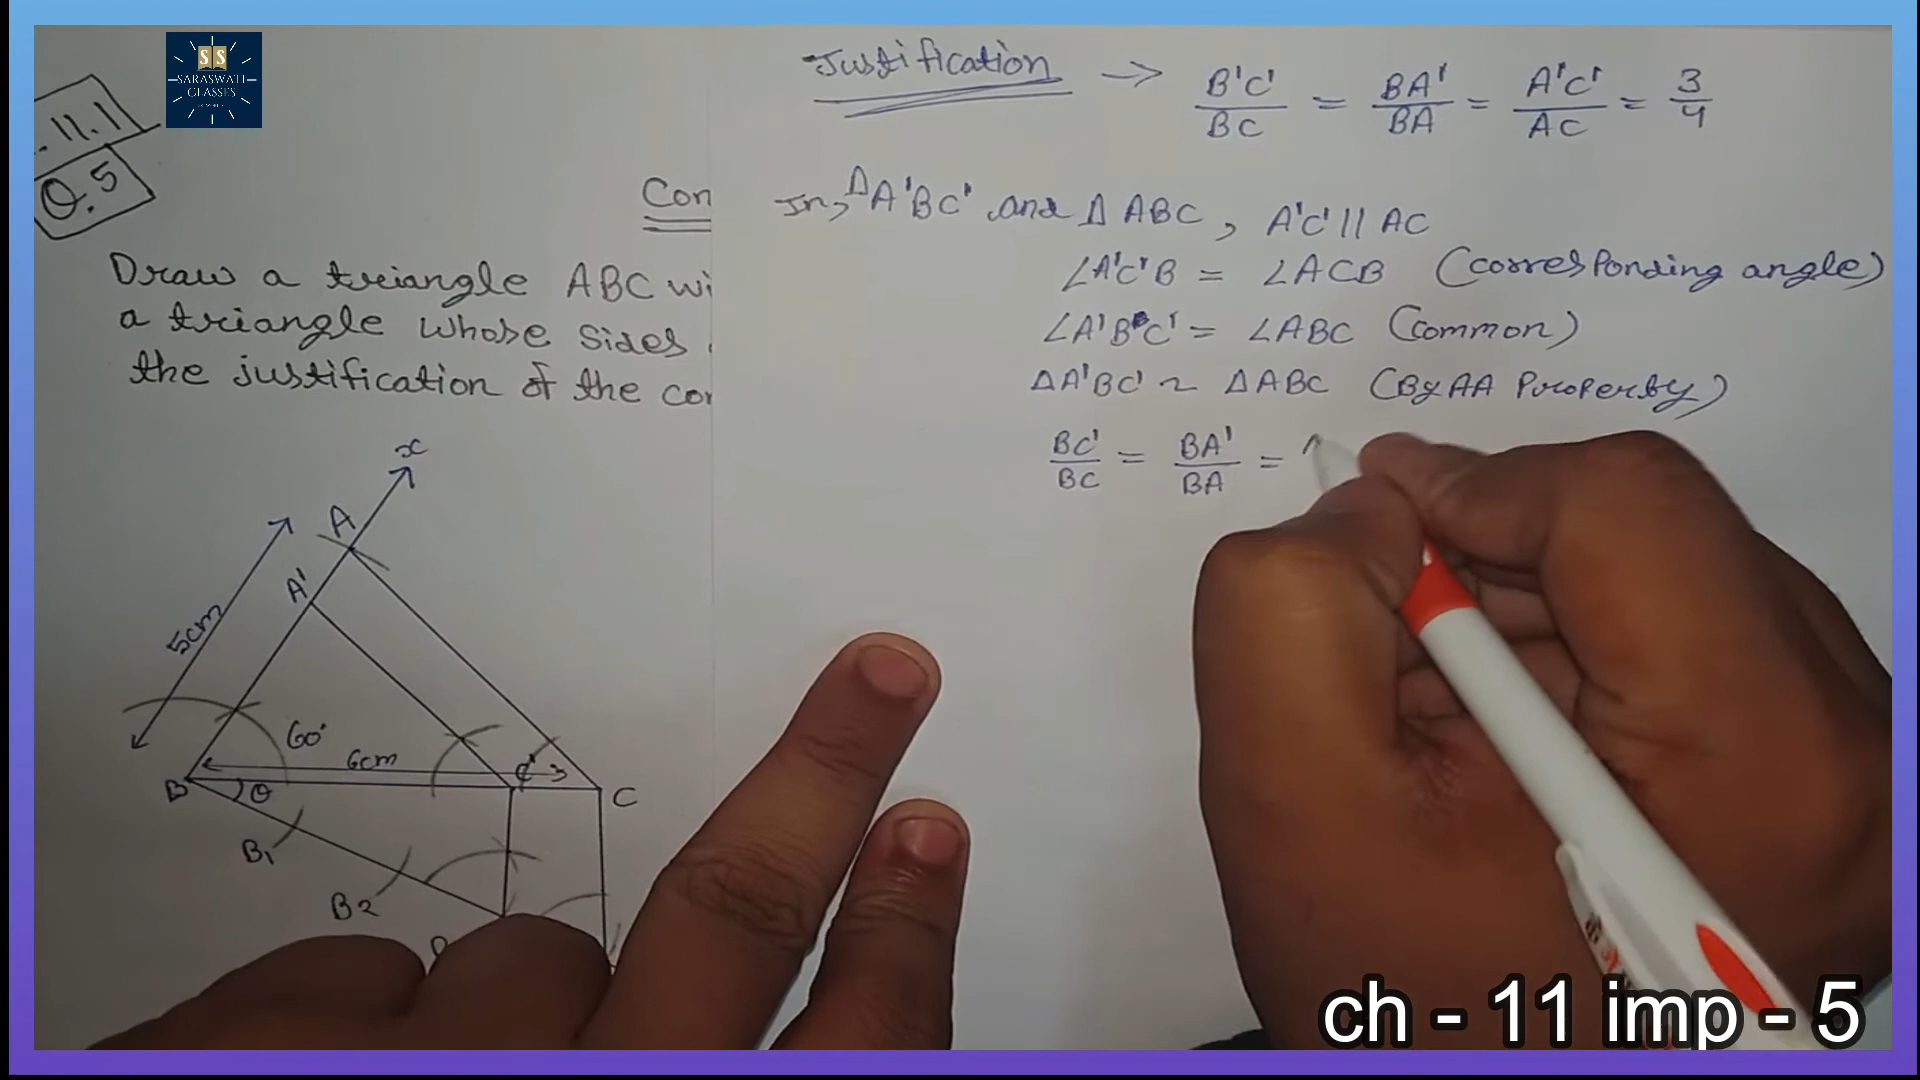 SS
SARASWATI
CLASSES
. 11.1
Q.5
Con
Draw a triangle ABC wi
a triangle whose sides
the justification of the con
x
A
A'
5cm
60°
6cm
B
θ
C'
C
B1
B2
Justification → B'C'/BC = BA'/BA = A'C'/AC = 3/4
In, ΔA'BC' and Δ ABC, A'C' // AC
∠A'C'B = ∠ACB (corresponding angle)
∠A'BC' = ∠ABC (common)
ΔA'BC' ~ ΔABC (By AA Property)
BC'/BC = BA'/BA =
ch - 11 imp - 5